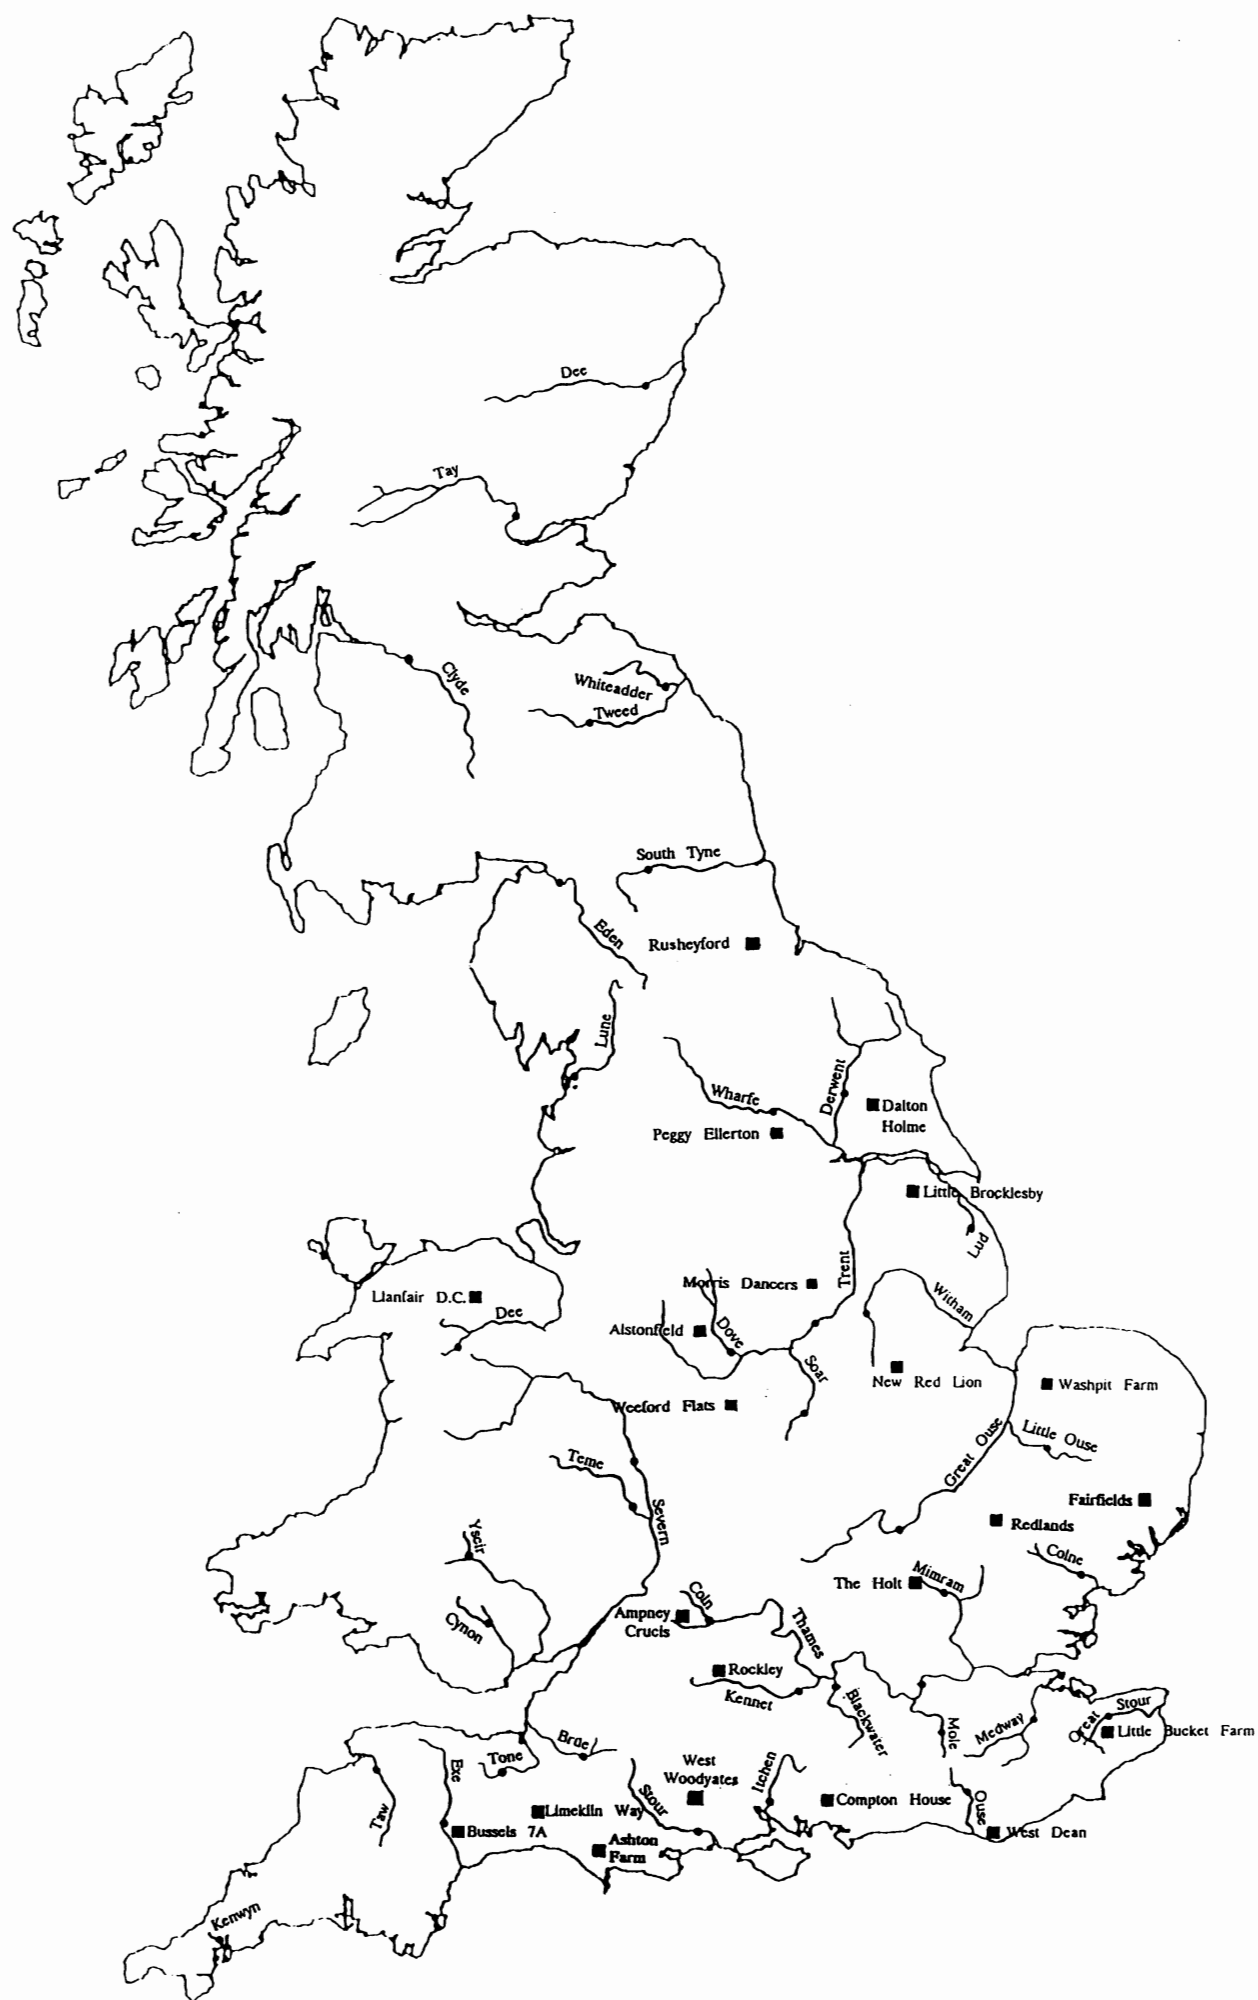 Dee
Tay
Clyde
Whiteadder
Tweed
South Tyne
Eden
Rusheyford
Lune
Wharfe
Derwent
Dalton
Holme
Peggy Ellerton
Little Brocklesby
Lud
Trent
Morris Dancers
Witham
Llanfair D.C.
Dee
Alstonfield
Dove
Soar
New Red Lion
Washpit Farm
Weeford Flats
Great Ouse
Little Ouse
Teme
Severn
Fairfields
Redlands
Yscir
Colne
The Holt
Mimram
Cynon
Coln
Ampney
Crucis
Thames
Rockley
Kennet
Blackwater
Mole
Medway
Great
Stour
Little Bucket Farm
Brue
Tone
Exe
West
Woodyates
Itchen
Stour
Taw
Limekiln Way
Compton House
Ouse
Bussels 7A
Ashton
Farm
West Dean
Kenwyn